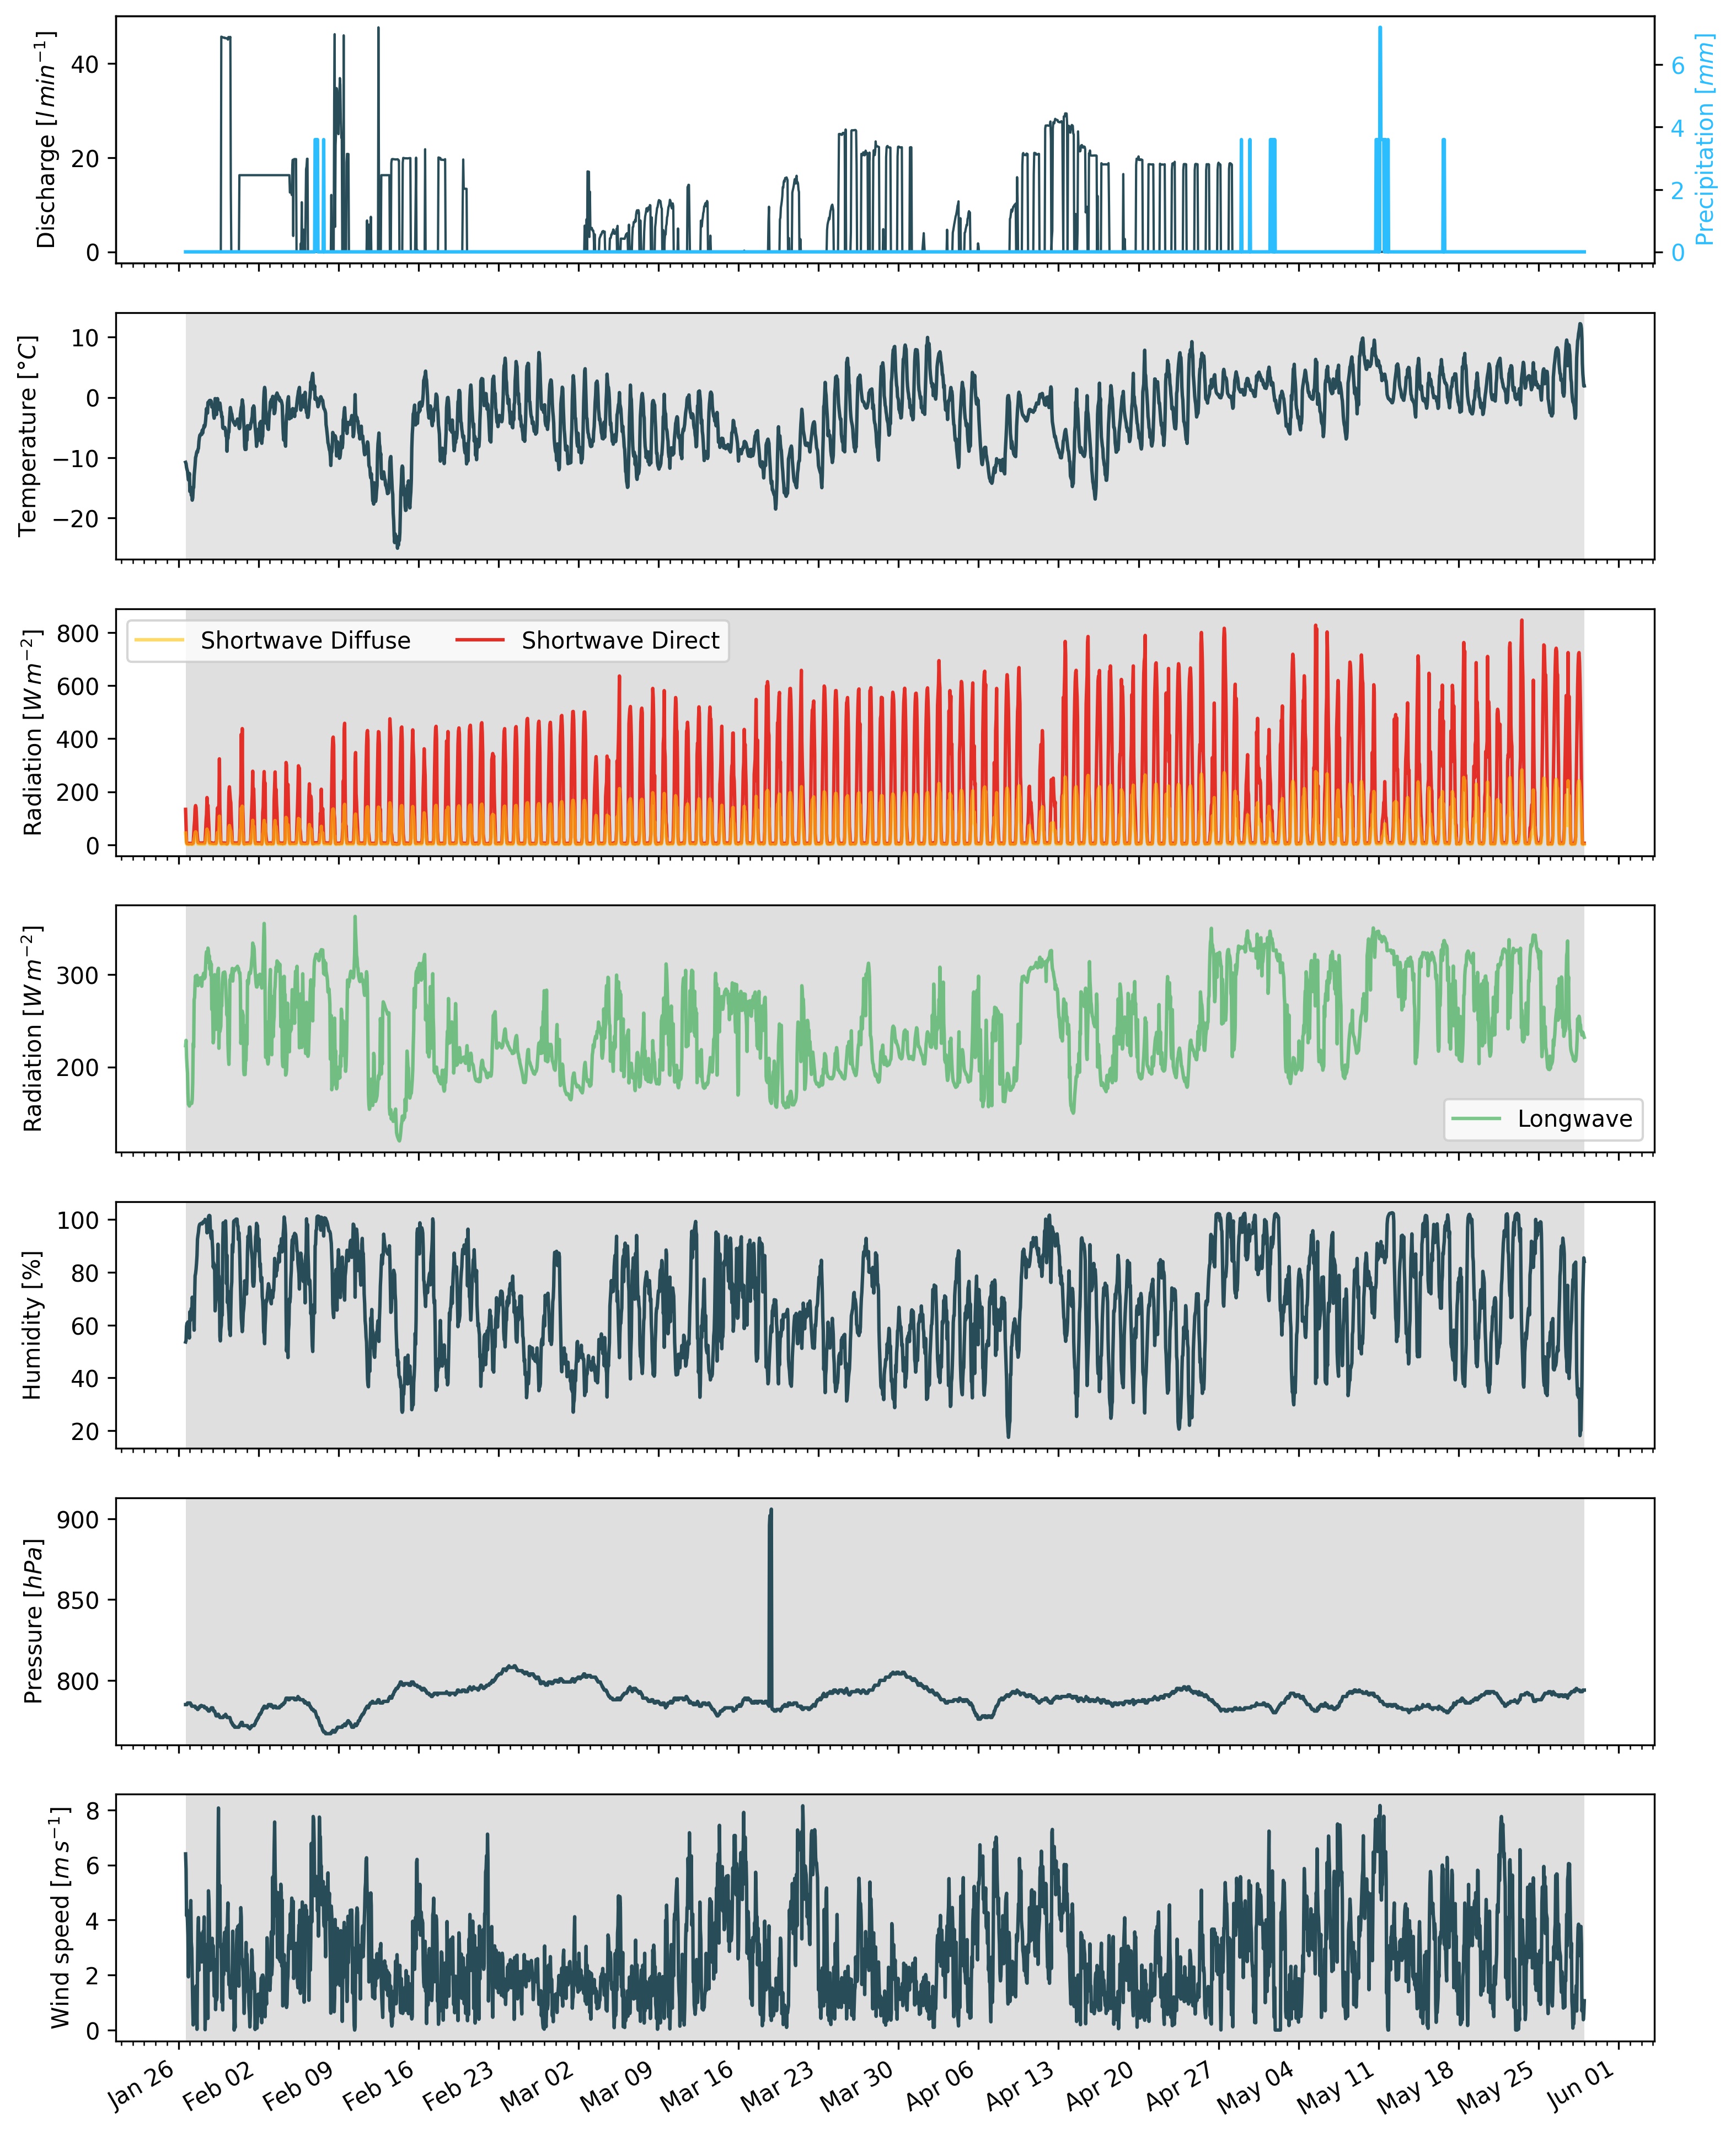 Discharge [l min⁻¹]
40
20
0
6
4
2
0
Precipitation [mm]
Temperature [°C]
10
0
−10
−20
Radiation [W m⁻²]
800
600
400
200
0
Shortwave Diffuse
Shortwave Direct
Radiation [W m⁻²]
300
200
Longwave
Humidity [%]
100
80
60
40
20
Pressure [hPa]
900
850
800
Wind speed [m s⁻¹]
8
6
4
2
0
Jan 26
Feb 02
Feb 09
Feb 16
Feb 23
Mar 02
Mar 09
Mar 16
Mar 23
Mar 30
Apr 06
Apr 13
Apr 20
Apr 27
May 04
May 11
May 18
May 25
Jun 01